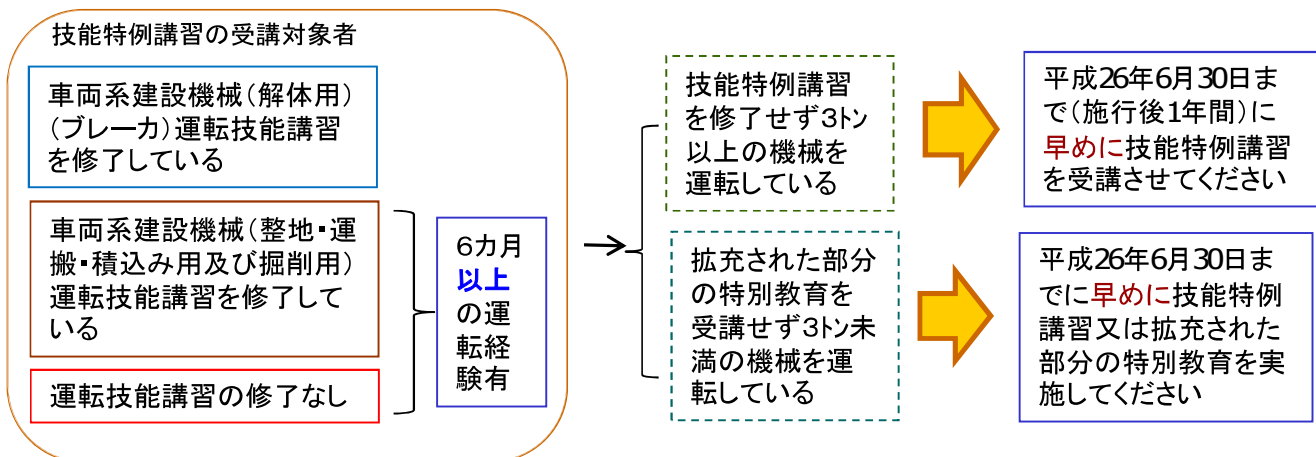 技能特例講習の受講対象者
車両系建設機械(解体用)
(ブレーカ)運転技能講習
を修了している
車両系建設機械(整地・運
搬・積込み用及び掘削用)
運転技能講習を修了して
いる
運転技能講習の修了なし
6カ月
以上
の運
転経
験有
技能特例講習
を修了せず3トン
以上の機械を
運転している
拡充された部分
の特別教育を
受講せず3トン未
満の機械を運
転している
平成26年6月30日ま
で(施行後1年間)に
早めに技能特例講習
を受講させてください
平成26年6月30日ま
でに早めに技能特例
講習又は拡充された
部分の特別教育を実
施してください